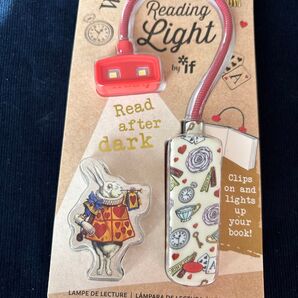 Reading
Light
by if
Read
after
dark
Clips
on and
lights
up your
book!
LAMPE DE LECTURE | LÁMPARA DE LECTURA